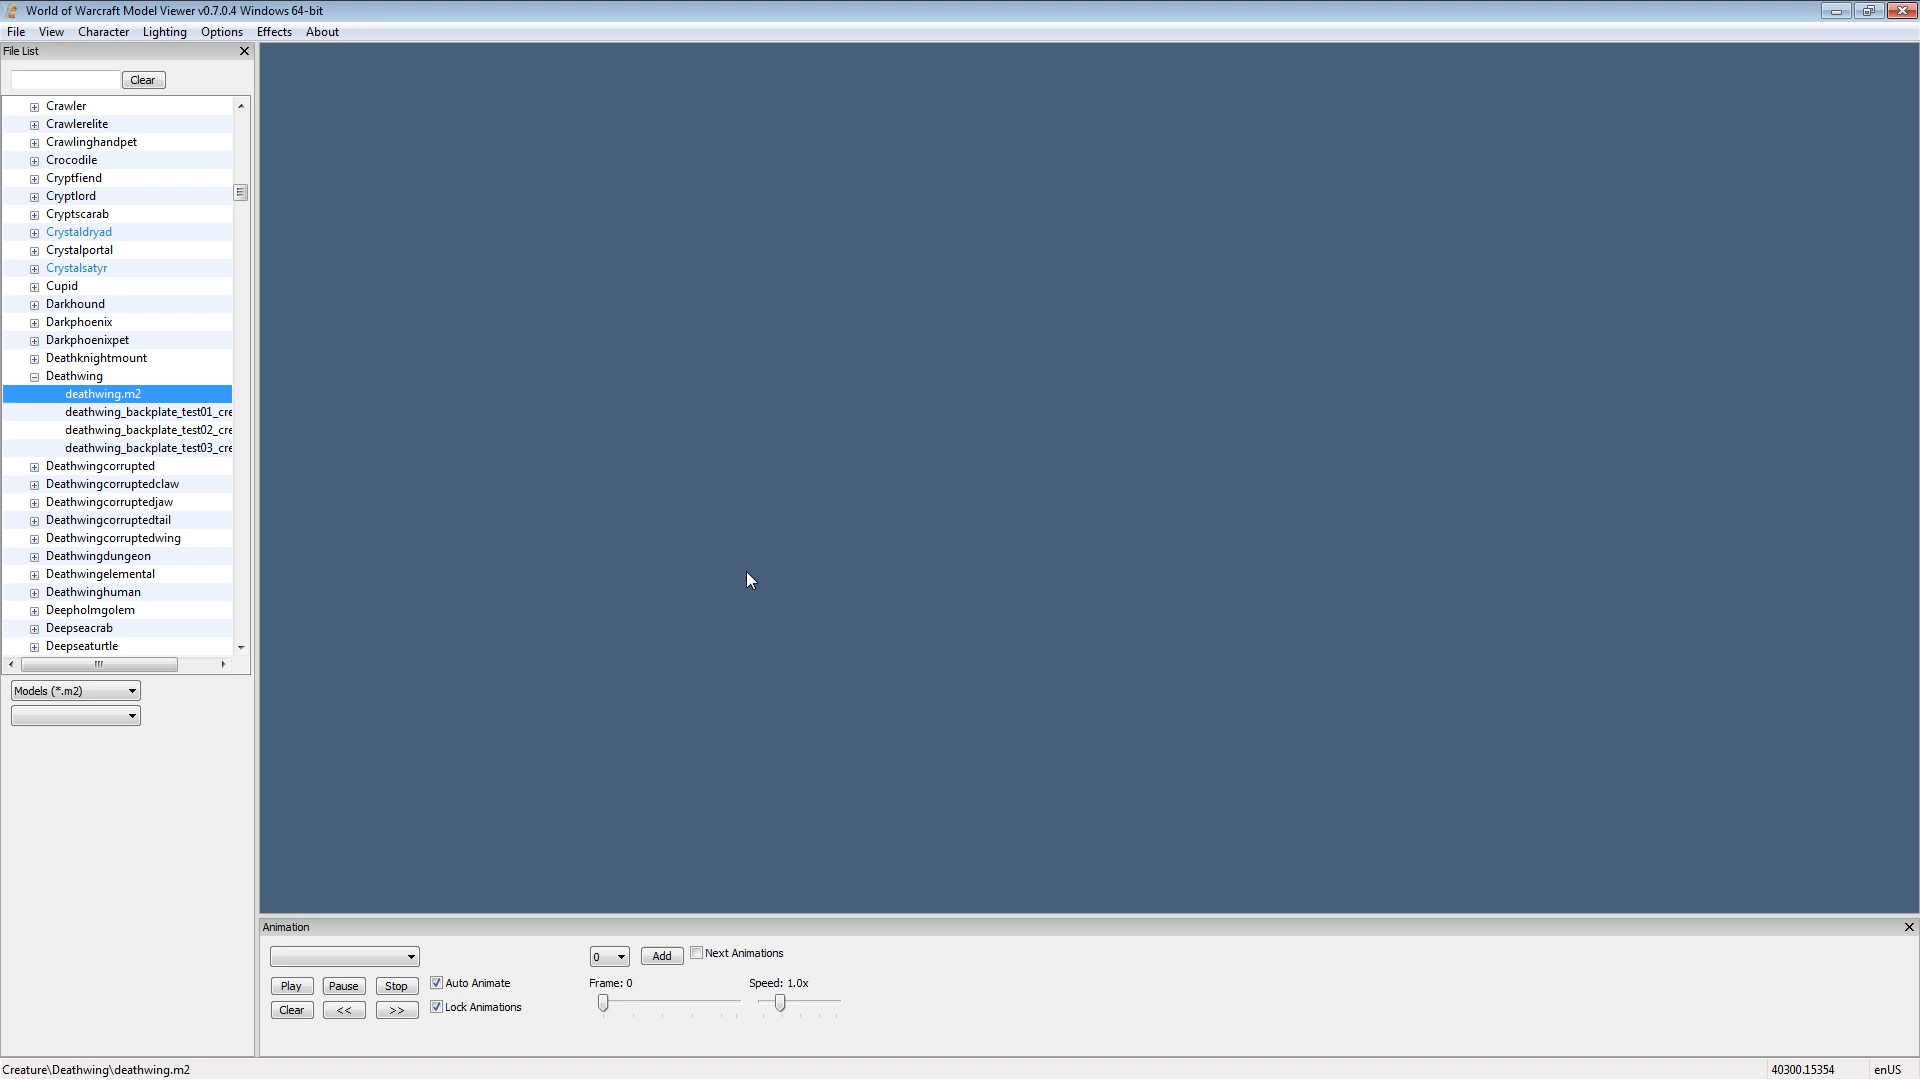 World of Warcraft Model Viewer v0.7.0.4 Windows 64-bit
File View Character Lighting Options Effects About
File List
Clear
Crawler
Crawlerelite
Crawlinghandpet
Crocodile
Cryptfiend
Cryptlord
Cryptscarab
Crystaldryad
Crystalportal
Crystalsatyr
Cupid
Darkhound
Darkphoenix
Darkphoenixpet
Deathknightmount
Deathwing
deathwing.m2
deathwing_backplate_test01_cre
deathwing_backplate_test02_cre
deathwing_backplate_test03_cre
Deathwingcorrupted
Deathwingcorruptedclaw
Deathwingcorruptedjaw
Deathwingcorruptedtail
Deathwingcorruptedwing
Deathwingdungeon
Deathwingelemental
Deathwinghuman
Deepholmgolem
Deepseacrab
Deepseaturtle
Models (*.m2)
Animation
0 Add Next Animations
Play Pause Stop Auto Animate Frame: 0 Speed: 1.0x
Clear << >> Lock Animations
Creature\Deathwing\deathwing.m2 40300.15354 enUS